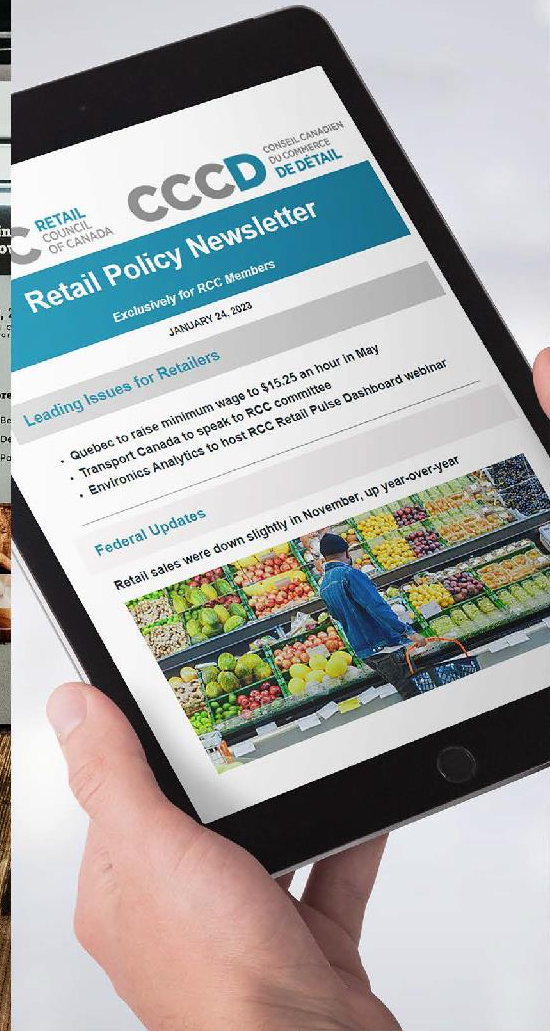 C RETAIL
COUNCIL
OF CANADA
CCCD CONSEIL CANADIEN
DU COMMERCE
DE DÉTAIL
Retail Policy Newsletter
Exclusively for RCC Members
JANUARY 24, 2023
Leading Issues for Retailers
· Quebec to raise minimum wage to $15.25 an hour in May
· Transport Canada to speak to RCC committee
· Environics Analytics to host RCC Retail Pulse Dashboard webinar
Federal Updates
Retail sales were down slightly in November, up year-over-year